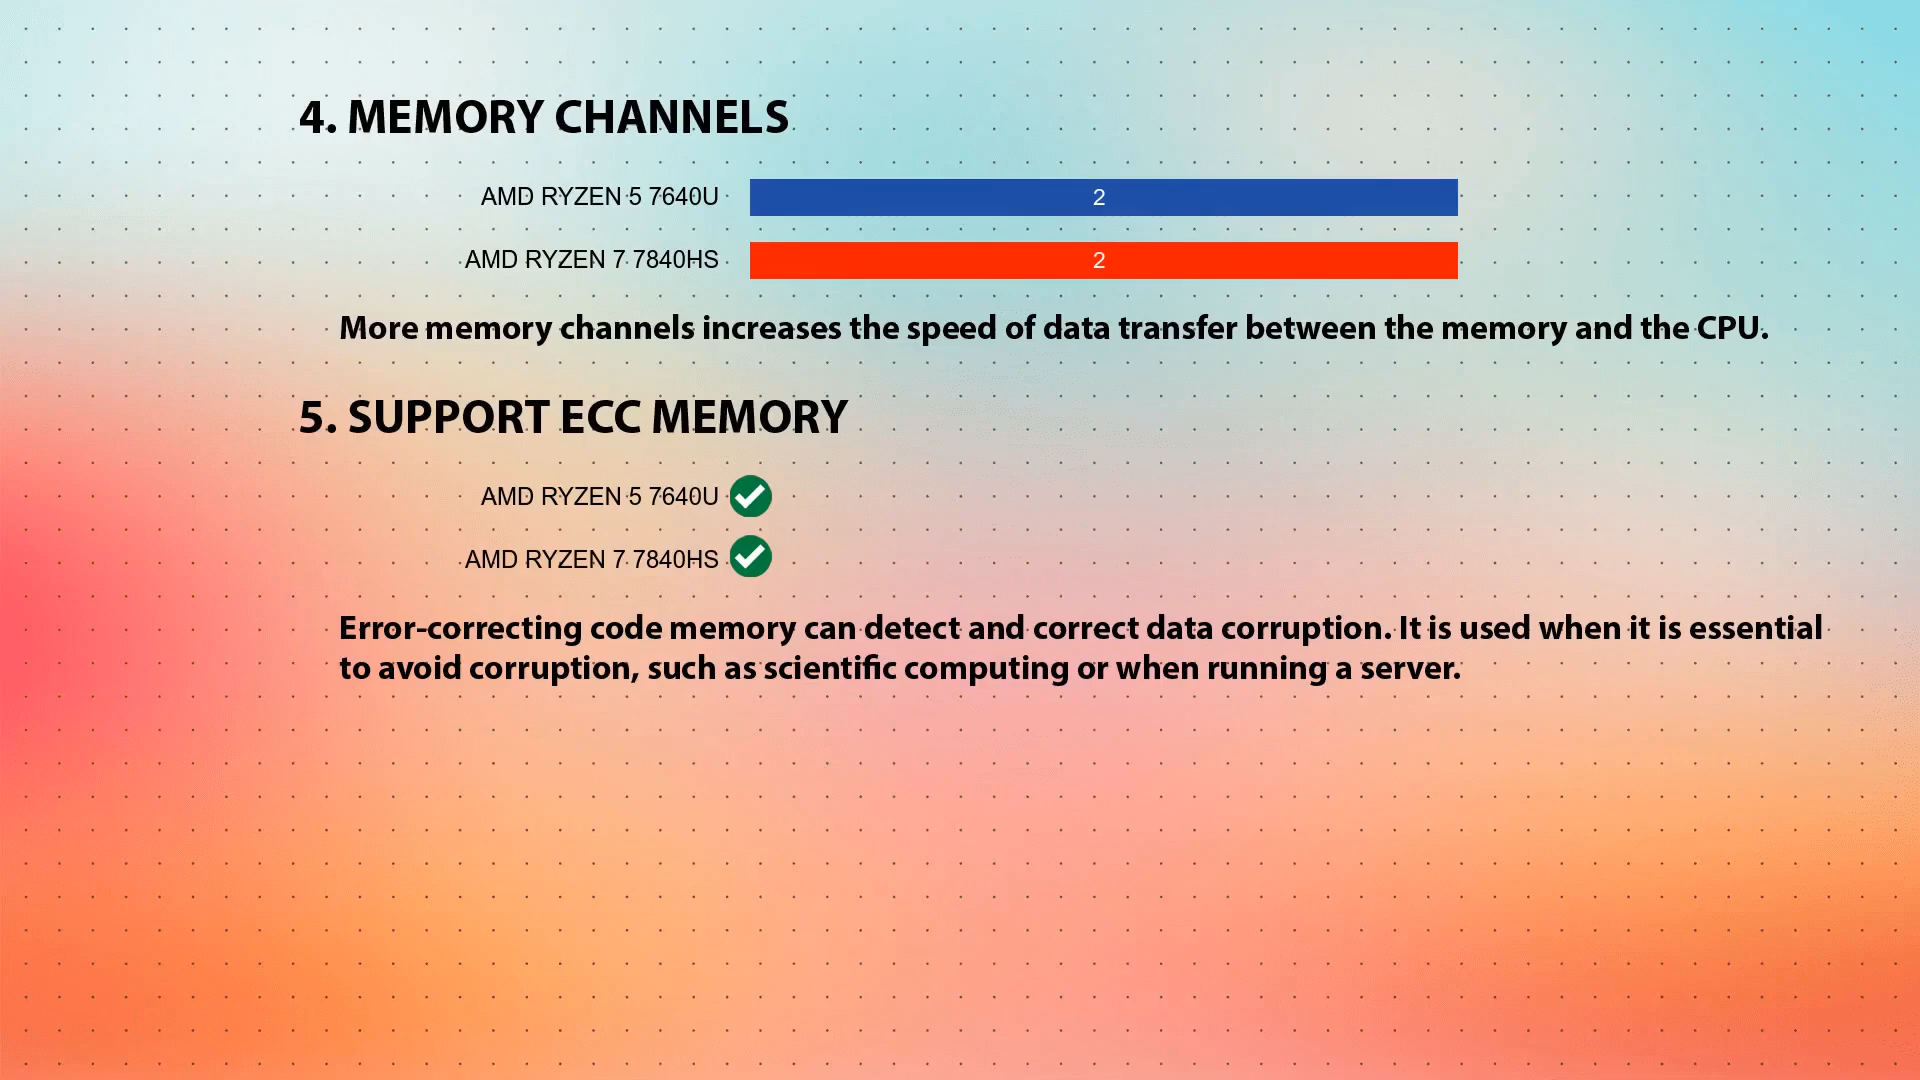 4. MEMORY CHANNELS
AMD RYZEN 5 7640U
2
AMD RYZEN 7 7840HS
2
More memory channels increases the speed of data transfer between the memory and the CPU.
5. SUPPORT ECC MEMORY
AMD RYZEN 5 7640U
AMD RYZEN 7 7840HS
Error-correcting code memory can detect and correct data corruption. It is used when it is essential
to avoid corruption, such as scientific computing or when running a server.